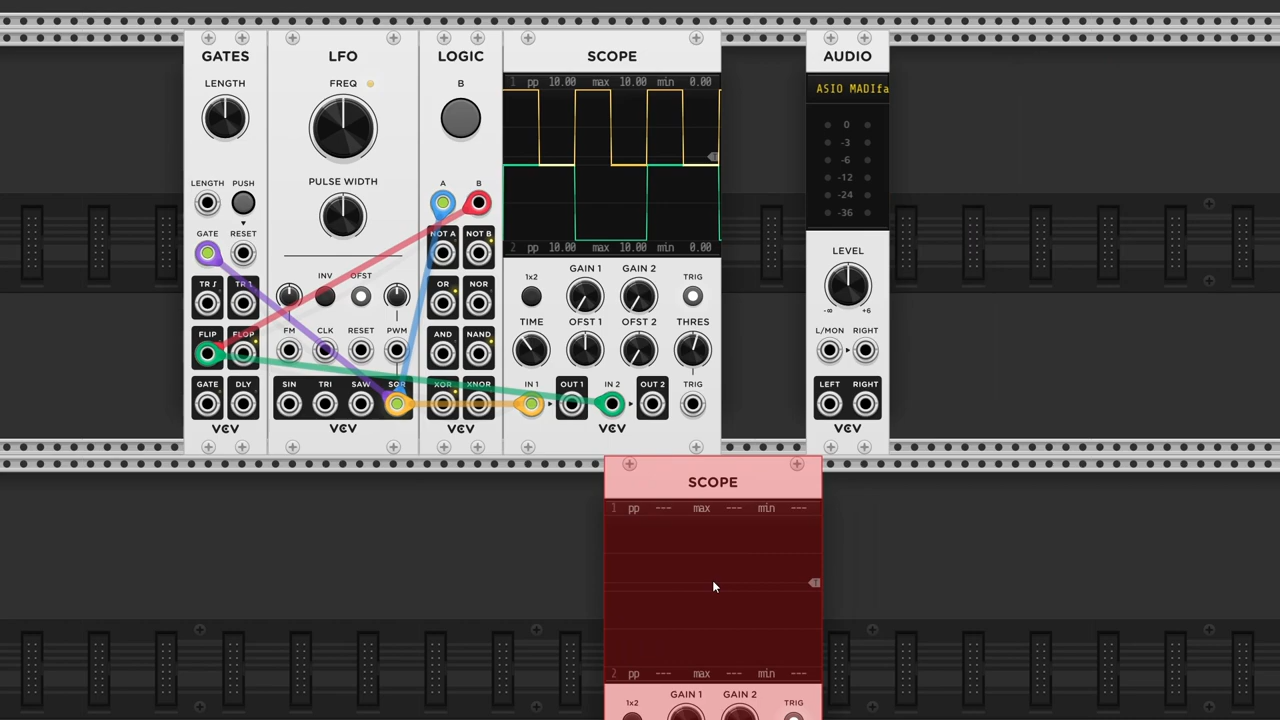 GATES
LENGTH
LENGTH PUSH
GATE RESET
FLIP FLOP
GATE DLY
VCV
LFO
FREQ
PULSE WIDTH
INV OFST
FM CLK RESET PWM
SIN TRI SAW SQR
VCV
LOGIC
B
A B
NOT A NOT B
OR NOR
AND NAND
XOR XNOR
VCV
SCOPE
1 pp 10.00 max 10.00 min 0.00
2 pp 10.00 max 10.00 min 0.00
1x2 GAIN 1 GAIN 2 TRIG
TIME OFST 1 OFST 2 THRES
IN 1 OUT 1 IN 2 OUT 2 TRIG
VCV
AUDIO
ASIO MADIfa
0
-3
-6
-12
-24
-36
LEVEL
-∞ +6
L/MON RIGHT
LEFT RIGHT
VCV
SCOPE
1 pp --- max --- min ---
2 pp --- max --- min ---
1x2 GAIN 1 GAIN 2 TRIG